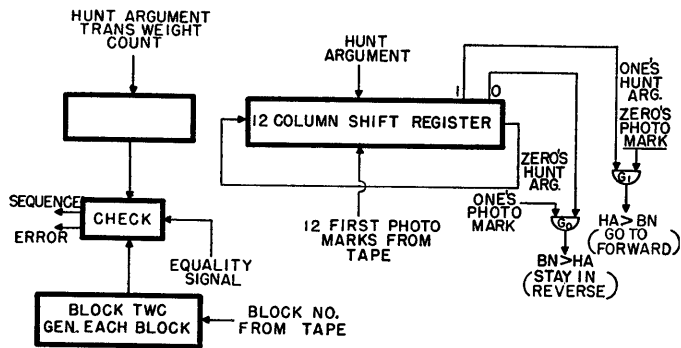 HUNT ARGUMENT
TRANS WEIGHT
COUNT
SEQUENCE
ERROR
CHECK
EQUALITY
SIGNAL
BLOCK TWC
GEN. EACH BLOCK
BLOCK NO.
FROM TAPE
HUNT
ARGUMENT
1 0
12 COLUMN SHIFT REGISTER
12 FIRST PHOTO
MARKS FROM
TAPE
ZERO'S
HUNT
ARG.
ONE'S
PHOTO
MARK
G0
BN>HA
(STAY IN
REVERSE)
ONE'S
HUNT
ARG.
ZERO'S
PHOTO
MARK
G1
HA>BN
(GO TO
FORWARD)